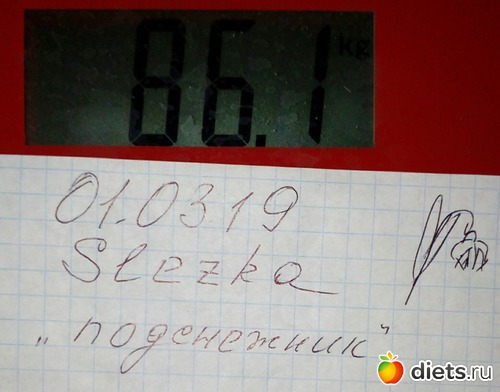 86.1 kg
01.03.19
Slezka
„подснежник"
diets.ru